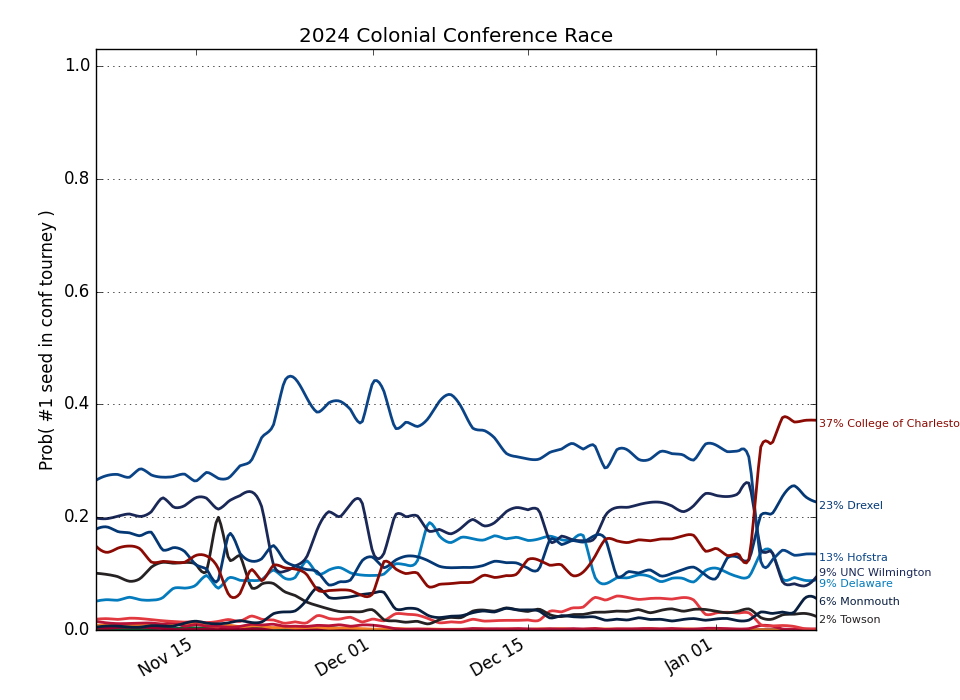 2024 Colonial Conference Race
Prob( #1 seed in conf tourney )
1.0
0.8
0.6
0.4
0.2
0.0
Nov 15
Dec 01
Dec 15
Jan 01
37% College of Charlesto
23% Drexel
13% Hofstra
9% UNC Wilmington
9% Delaware
6% Monmouth
2% Towson